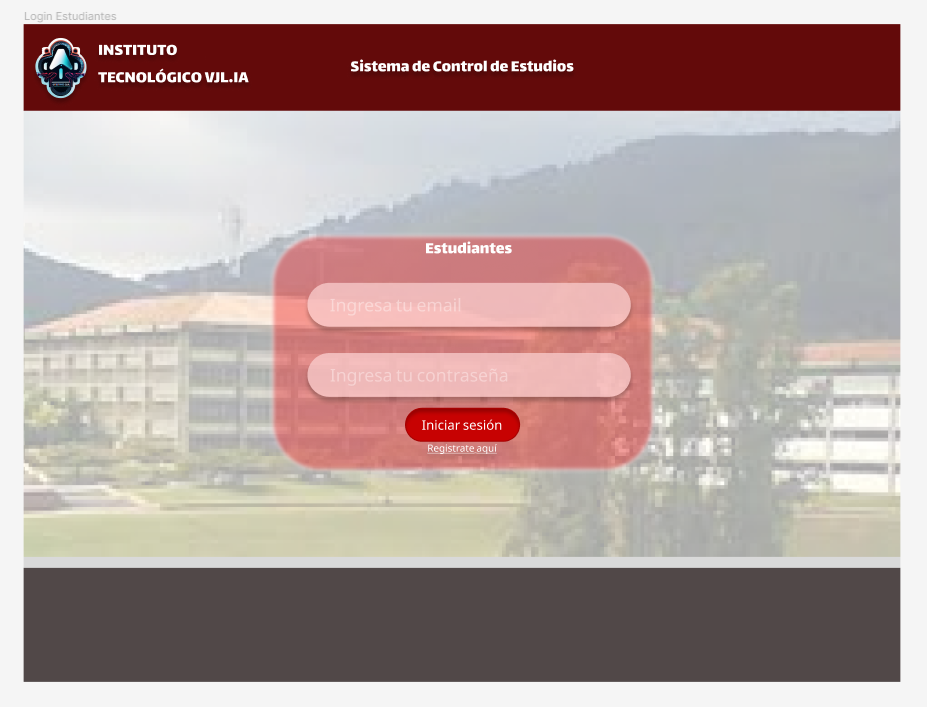 Login Estudiantes
INSTITUTO
TECNOLÓGICO VJL.IA
Sistema de Control de Estudios
Estudiantes
Ingresa tu email
Ingresa tu contraseña
Iniciar sesión
Registrate aquí